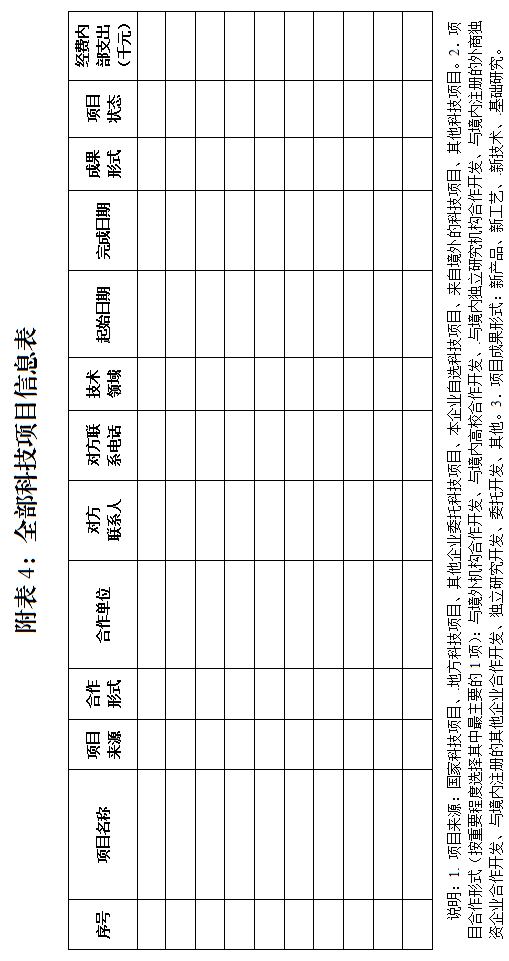 附表 4：全部科技项目信息表
序号
项目名称
项目
来源
合作
形式
合作单位
对方
联系人
对方联
系电话
技术
领域
起始日期
完成日期
成果
形式
项目
状态
经费内
部支出
（千元）
说明：1. 项目来源：国家科技项目、地方科技项目、其他企业委托科技项目、本企业自选科技项目、来自境外的科技项目、其他科技项目。2. 项
目合作形式（按重要程度选择其中最主要的 1 项）：与境外机构合作开发、与境内高校合作开发、与境内独立研究机构合作开发、与境内注册的外商独
资企业合作开发、与境内注册的其他企业合作开发、独立研究开发、委托开发、其他。3. 项目成果形式：新产品、新工艺、新技术、基础研究。